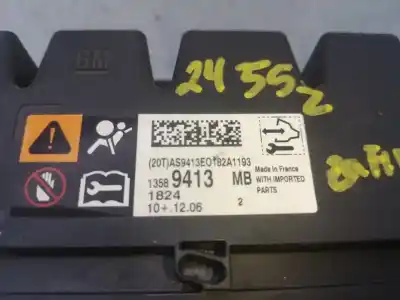 GM
24 55
2
(20T)AS9413EO182A1193
1358 9413 MB
Made in France
WITH IMPORTED
PARTS
1824
10+.12.06
2